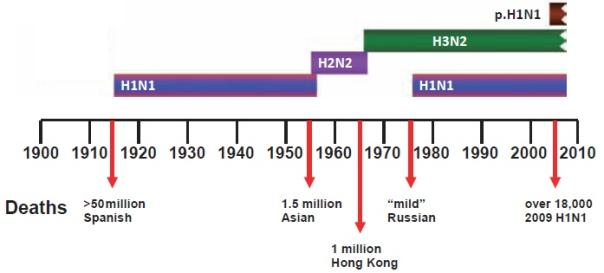 p.H1N1
H3N2
H2N2
H1N1
H1N1
1900 1910 1920 1930 1940 1950 1960 1970 1980 1990 2000 2010
Deaths
>50million
Spanish
1.5 million
Asian
1 million
Hong Kong
“mild”
Russian
over 18,000
2009 H1N1